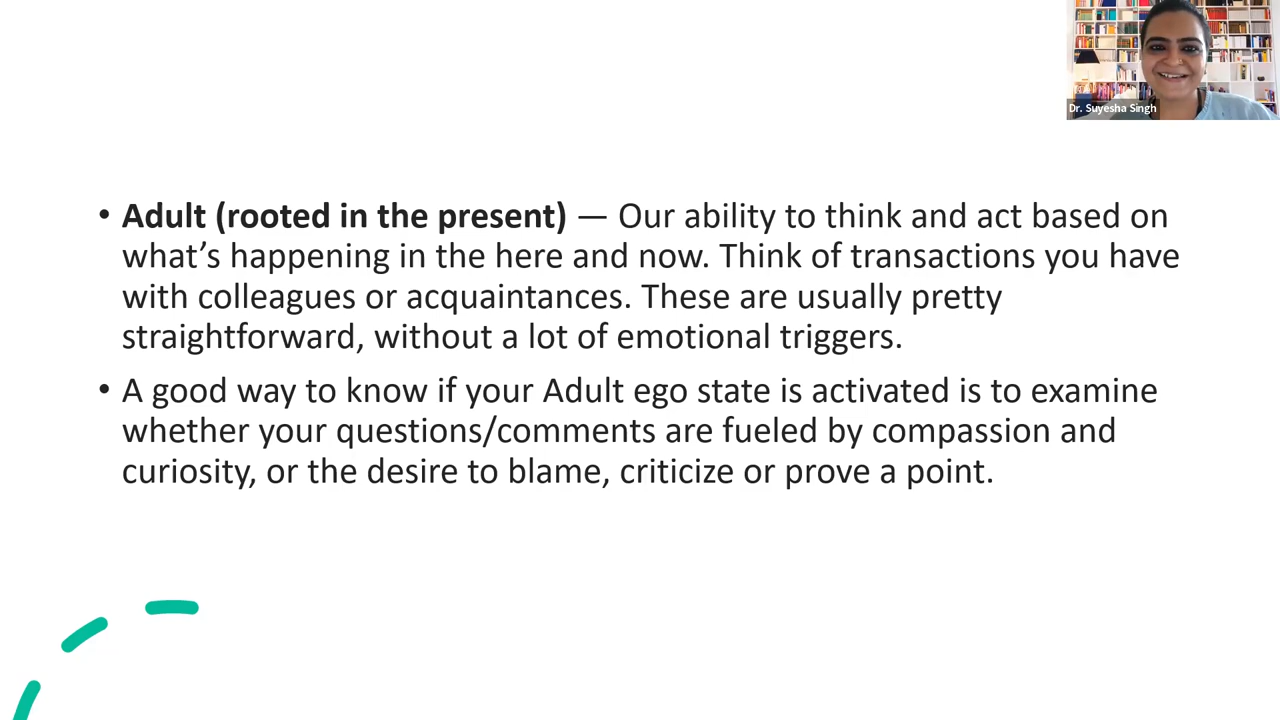 Dr. Suyesha Singh
• Adult (rooted in the present) — Our ability to think and act based on
what’s happening in the here and now. Think of transactions you have
with colleagues or acquaintances. These are usually pretty
straightforward, without a lot of emotional triggers.
• A good way to know if your Adult ego state is activated is to examine
whether your questions/comments are fueled by compassion and
curiosity, or the desire to blame, criticize or prove a point.